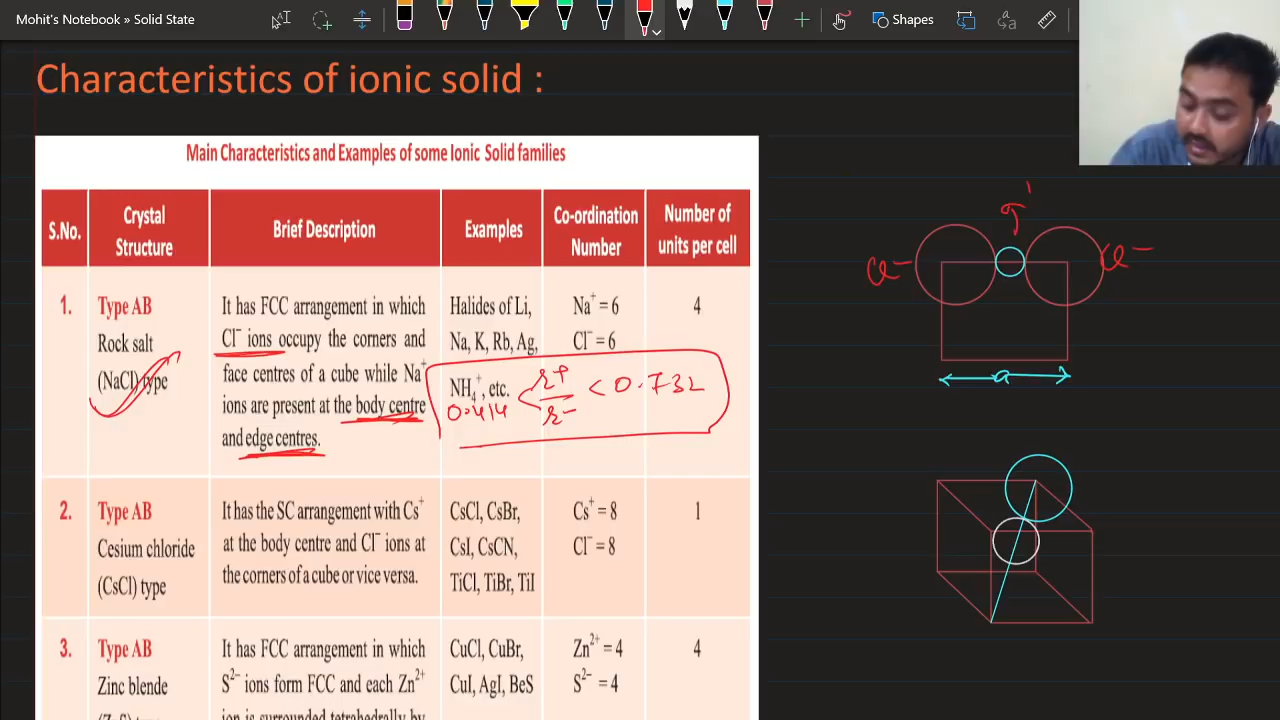 Mohit's Notebook » Solid State
Shapes
Characteristics of ionic solid :
Main Characteristics and Examples of some Ionic Solid families
S.No.
Crystal
Structure
Brief Description
Examples
Co-ordination
Number
Number of
units per cell
1.
Type AB
Rock salt
(NaCl) type
It has FCC arrangement in which
Cl⁻ ions occupy the corners and
face centres of a cube while Na⁺
ions are present at the body centre
and edge centres.
Halides of Li,
Na, K, Rb, Ag,
NH₄⁺, etc.
Na⁺ = 6
Cl⁻ = 6
4
0.414 < r⁺/r⁻ < 0.732
2.
Type AB
Cesium chloride
(CsCl) type
It has the SC arrangement with Cs⁺
at the body centre and Cl⁻ ions at
the corners of a cube or vice versa.
CsCl, CsBr,
CsI, CsCN,
TiCl, TiBr, TiI
Cs⁺ = 8
Cl⁻ = 8
1
3.
Type AB
Zinc blende
(ZnS) type
It has FCC arrangement in which
S²⁻ ions form FCC and each Zn²⁺
ion is surrounded tetrahedrally by
CuCl, CuBr,
CuI, AgI, BeS
Zn²⁺ = 4
S²⁻ = 4
4
Cl⁻
Cl⁻
a